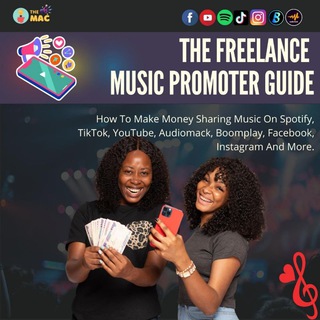 THE
MAC
THE FREELANCE
MUSIC PROMOTER GUIDE
How To Make Money Sharing Music On Spotify,
TikTok, YouTube, Audiomack, Boomplay, Facebook,
Instagram And More.